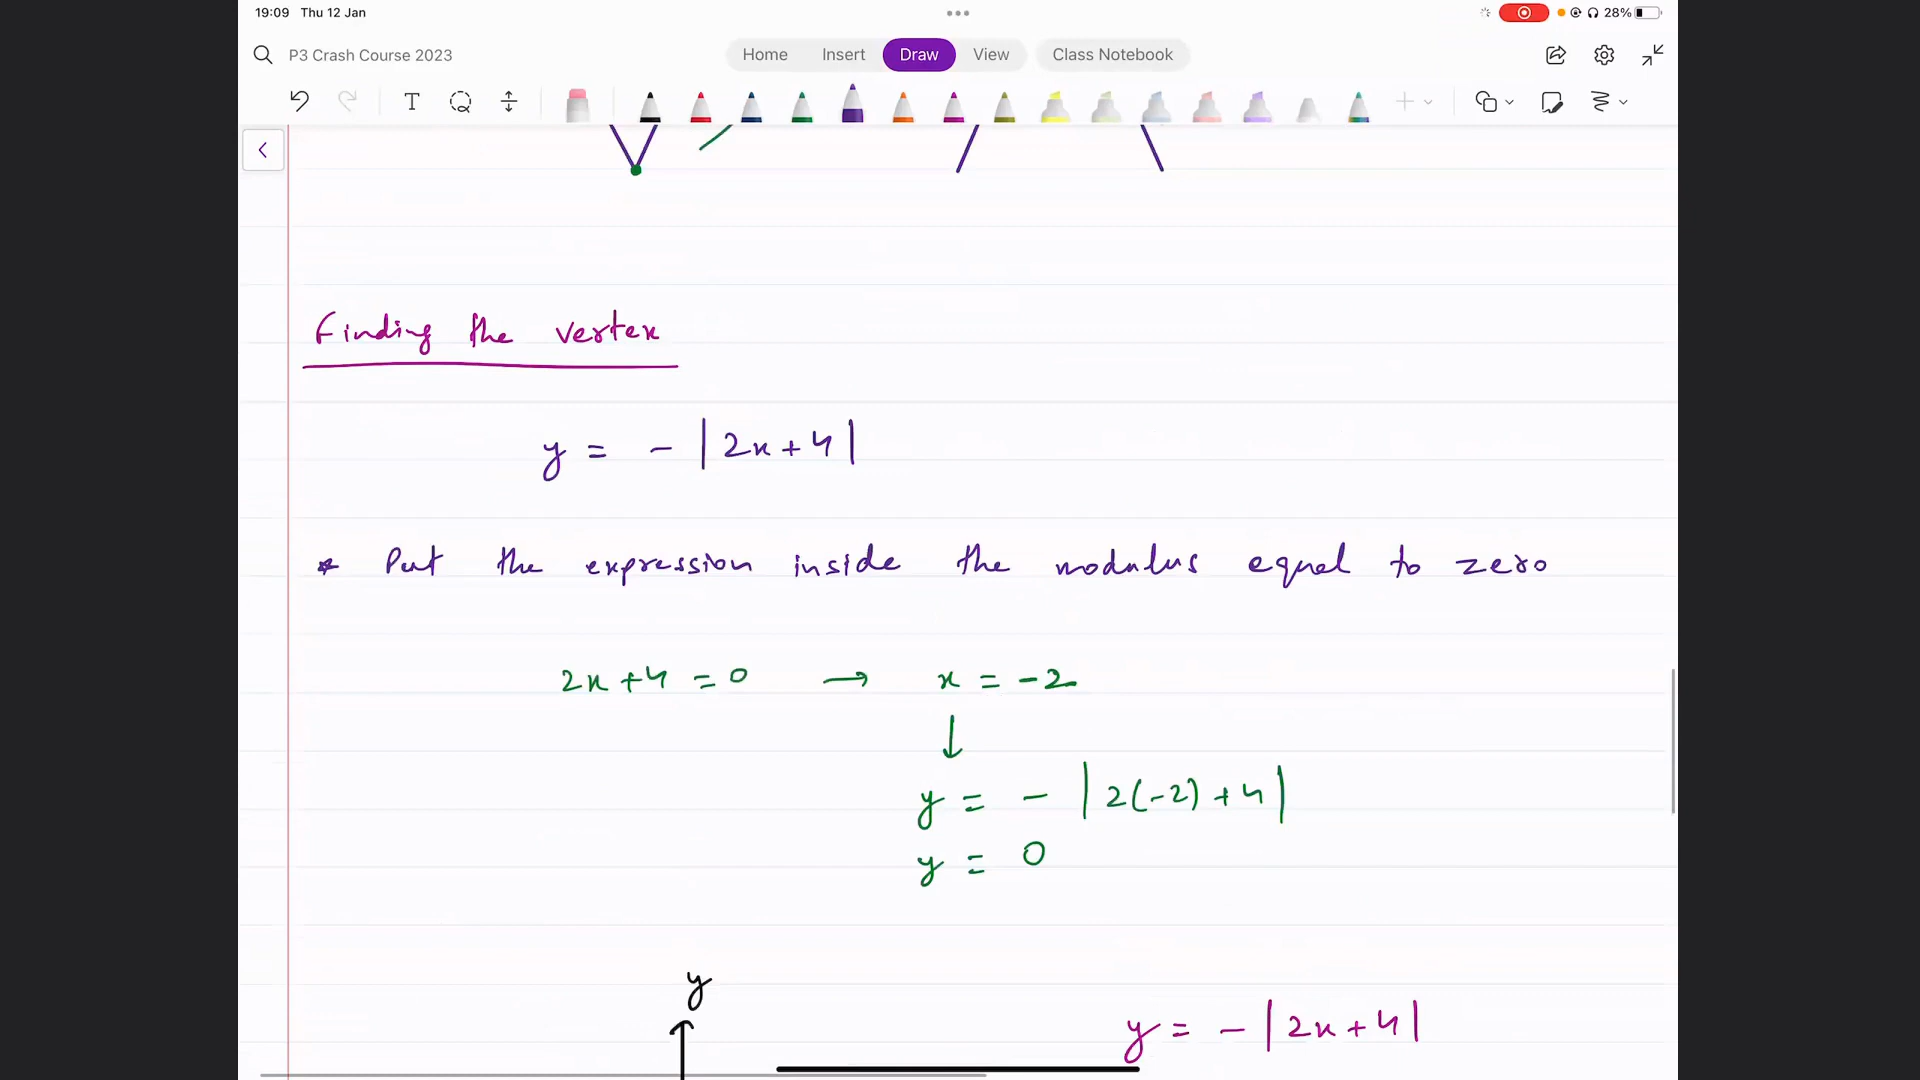 19:09 Thu 12 Jan
28%
P3 Crash Course 2023
Home Insert Draw View Class Notebook
T
Finding the vertex
y = - |2x+4|
* Put the expression inside the modulus equal to zero
2x+4 = 0 → x = -2
↓
y = - |2(-2)+4|
y = 0
y
y = - |2x+4|